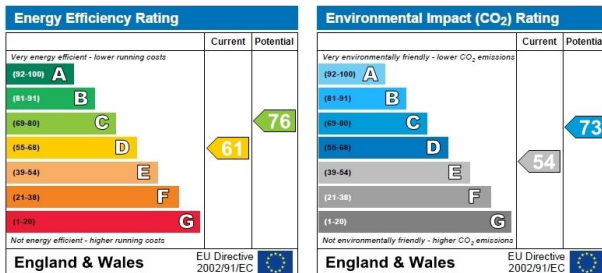 Energy Efficiency Rating
Current Potential
Very energy efficient - lower running costs
(92-100) A
(81-91) B
(69-80) C
(55-68) D
(39-54) E
(21-38) F
(1-20) G
61
76
Not energy efficient - higher running costs
England & Wales
EU Directive
2002/91/EC
Environmental Impact (CO₂) Rating
Current Potential
Very environmentally friendly - lower CO₂ emissions
(92-100) A
(81-91) B
(69-80) C
(55-68) D
(39-54) E
(21-38) F
(1-20) G
54
73
Not environmentally friendly - higher CO₂ emissions
England & Wales
EU Directive
2002/91/EC